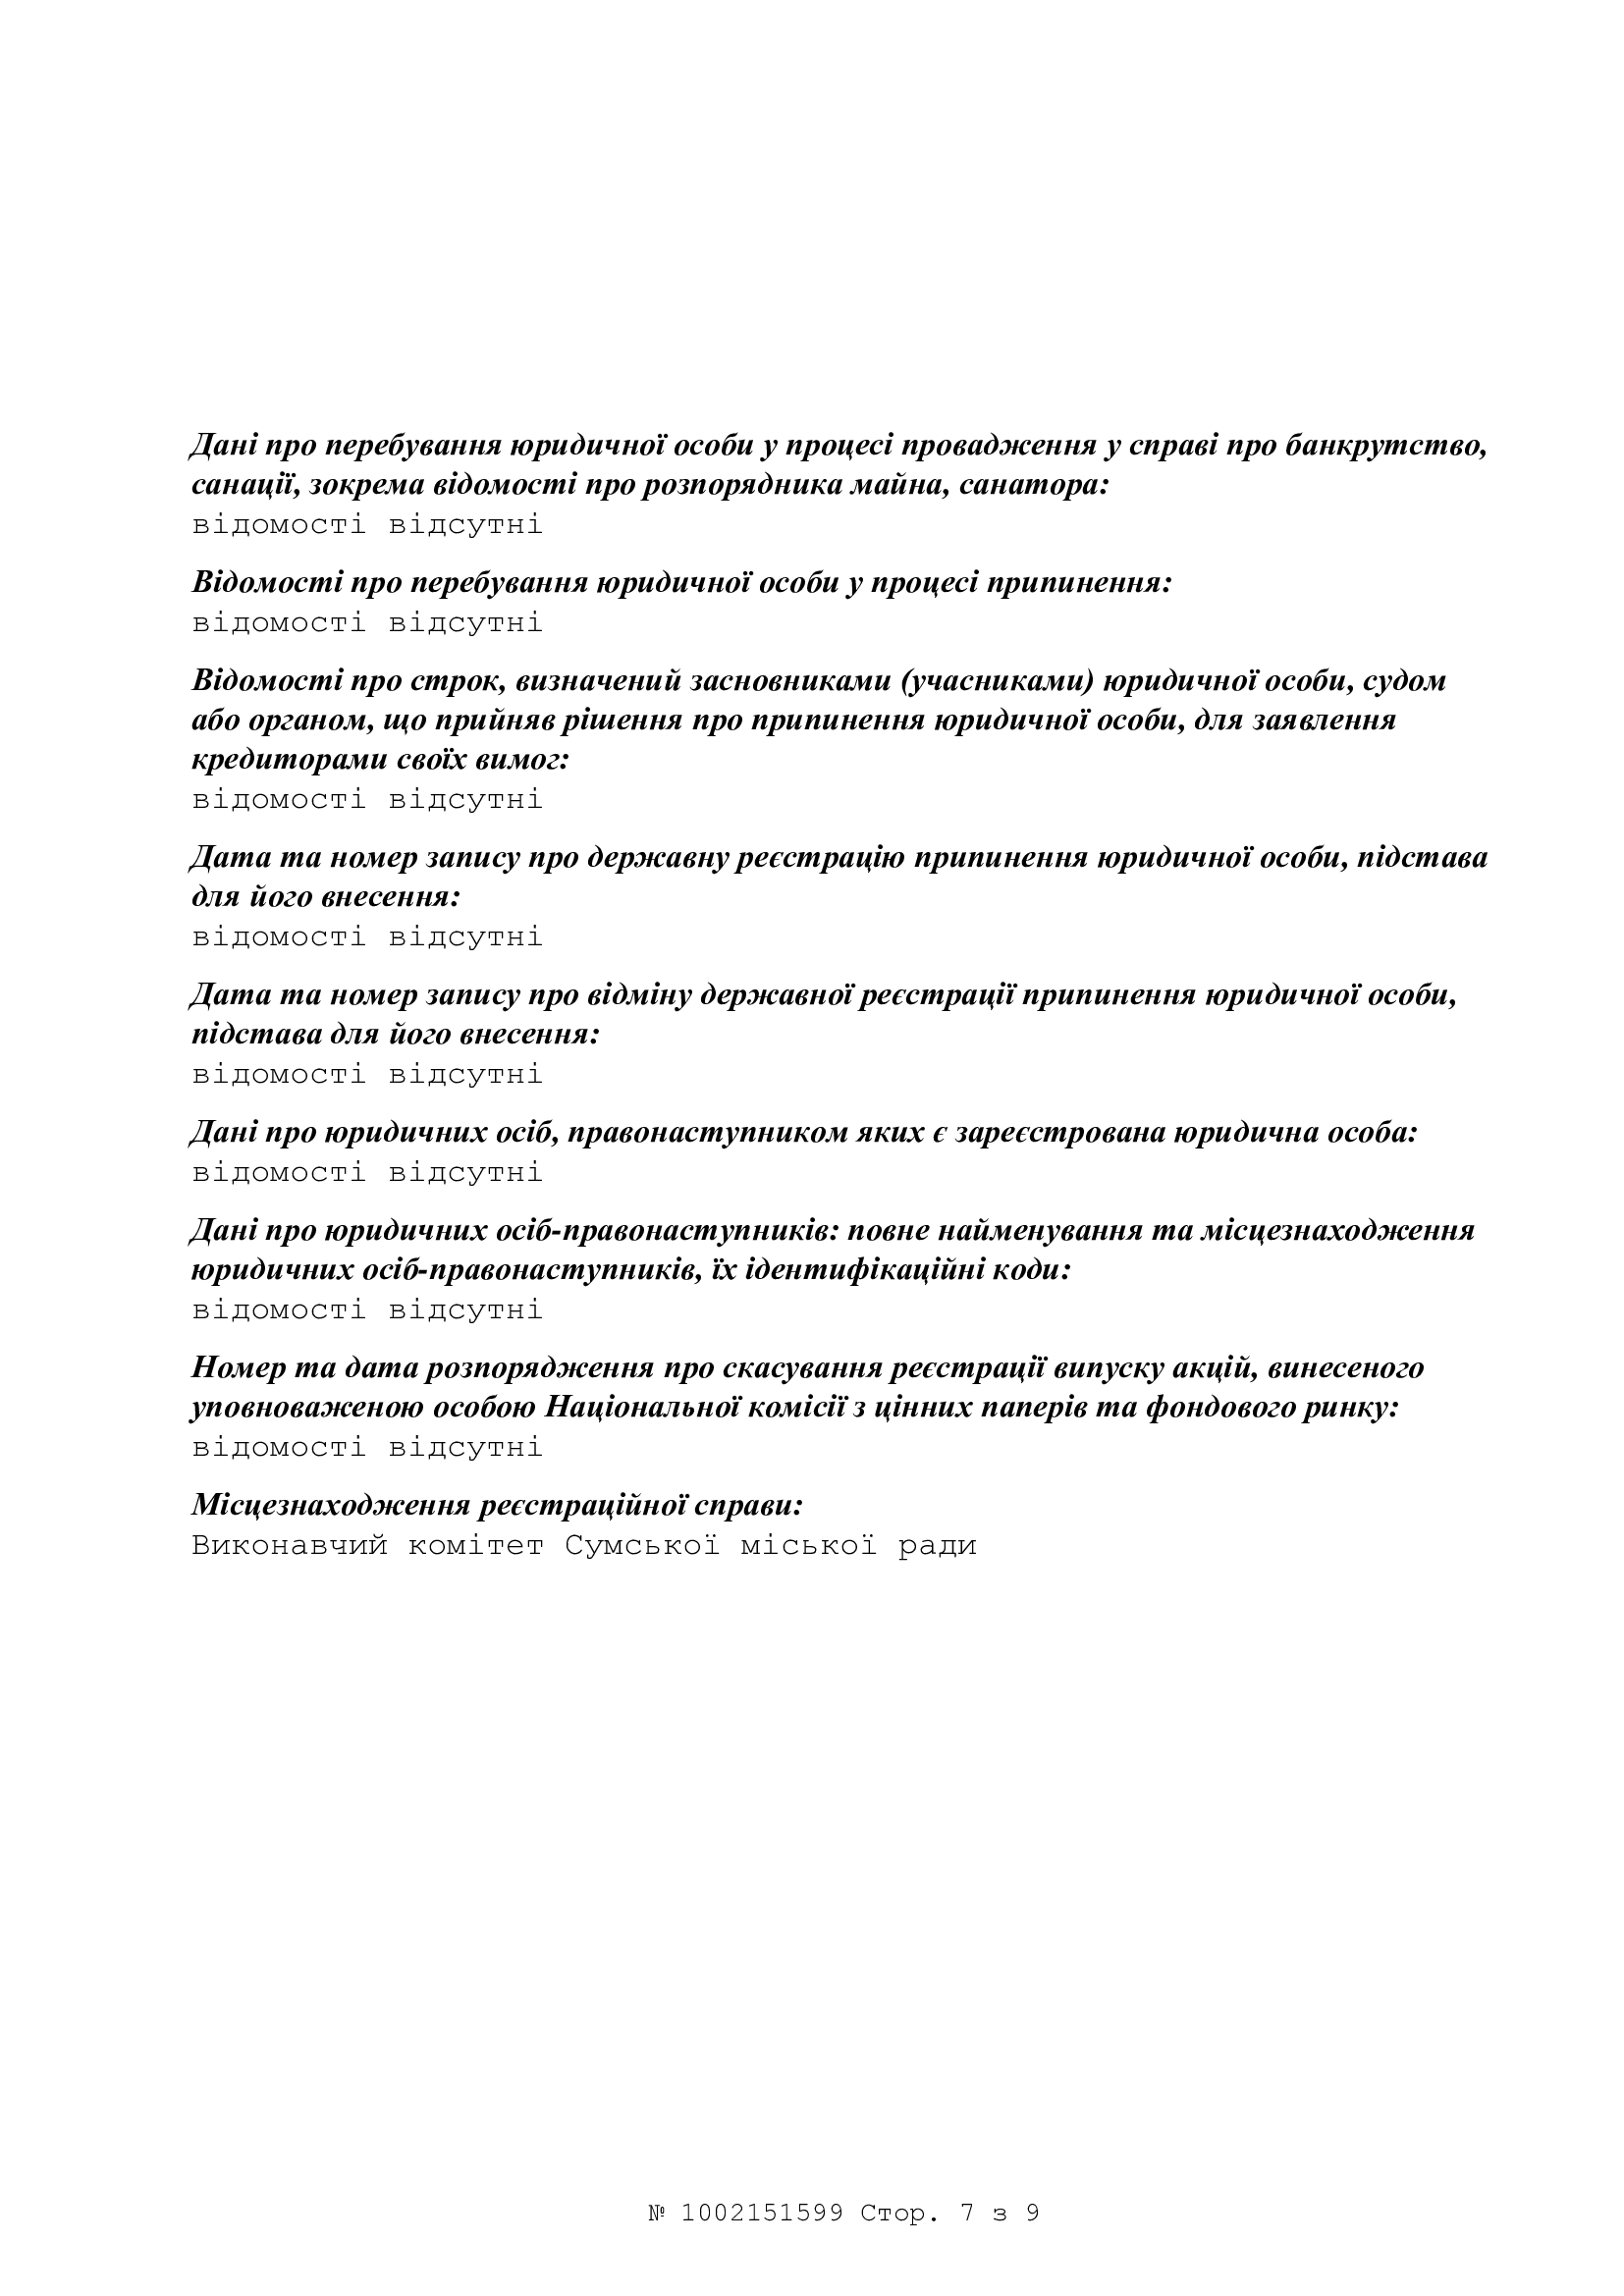 Дані про перебування юридичної особи у процесі провадження у справі про банкрутство,
санації, зокрема відомості про розпорядника майна, санатора:
відомості відсутні
Відомості про перебування юридичної особи у процесі припинення:
відомості відсутні
Відомості про строк, визначений засновниками (учасниками) юридичної особи, судом
або органом, що прийняв рішення про припинення юридичної особи, для заявлення
кредиторами своїх вимог:
відомості відсутні
Дата та номер запису про державну реєстрацію припинення юридичної особи, підстава
для його внесення:
відомості відсутні
Дата та номер запису про відміну державної реєстрації припинення юридичної особи,
підстава для його внесення:
відомості відсутні
Дані про юридичних осіб, правонаступником яких є зареєстрована юридична особа:
відомості відсутні
Дані про юридичних осіб-правонаступників: повне найменування та місцезнаходження
юридичних осіб-правонаступників, їх ідентифікаційні коди:
відомості відсутні
Номер та дата розпорядження про скасування реєстрації випуску акцій, винесеного
уповноваженою особою Національної комісії з цінних паперів та фондового ринку:
відомості відсутні
Місцезнаходження реєстраційної справи:
Виконавчий комітет Сумської міської ради
№ 1002151599 Стор. 7 з 9